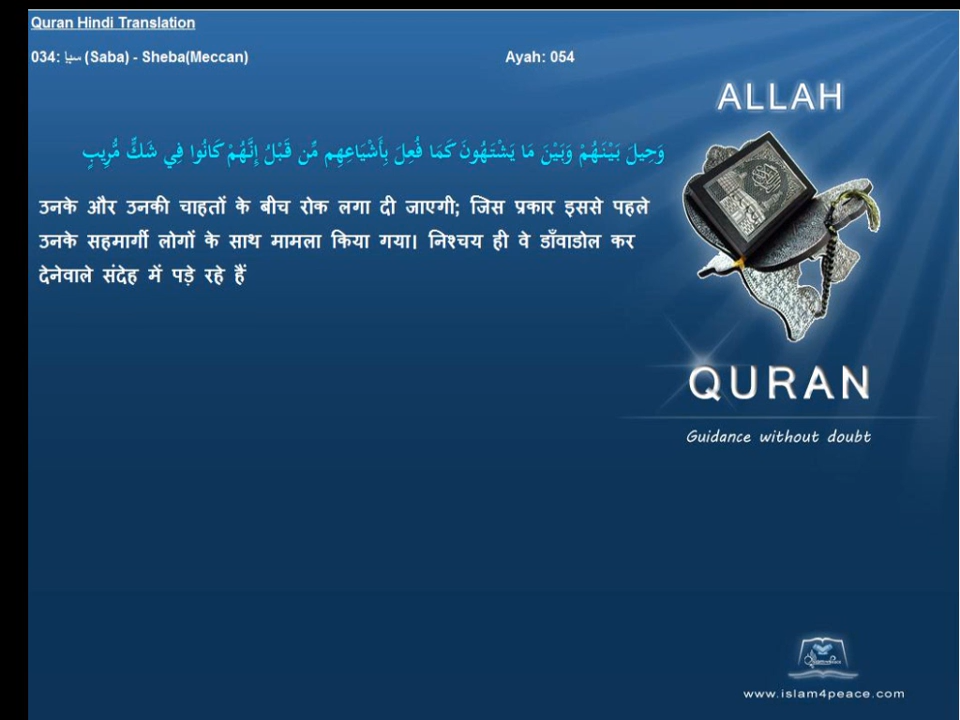 Quran Hindi Translation
034: سبإ (Saba) - Sheba(Meccan) Ayah: 054
ALLAH
وَحِيلَ بَيْنَهُمْ وَبَيْنَ مَا يَشْتَهُونَ كَمَا فُعِلَ بِأَشْيَاعِهِم مِّن قَبْلُ إِنَّهُمْ كَانُوا فِي شَكٍّ مُّرِيبٍ
उनके और उनकी चाहतों के बीच रोक लगा दी जाएगी; जिस प्रकार इससे पहले
उनके सहमार्गी लोगों के साथ मामला किया गया। निश्चय ही वे डाँवाडोल कर
देनेवाले संदेह में पड़े रहे हैं
QURAN
Guidance without doubt
www.islam4peace.com